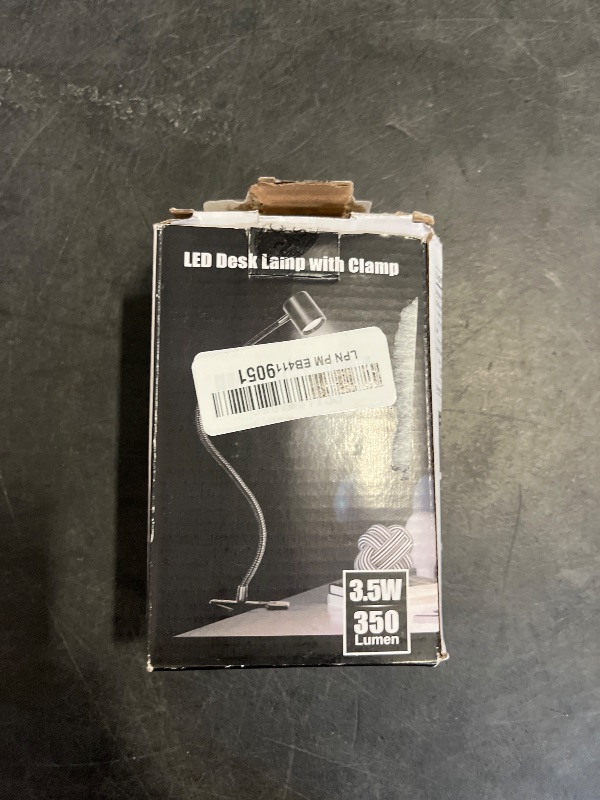 LED Desk Lamp with Clamp
LPN PM EB4119051
3.5W
350
Lumen